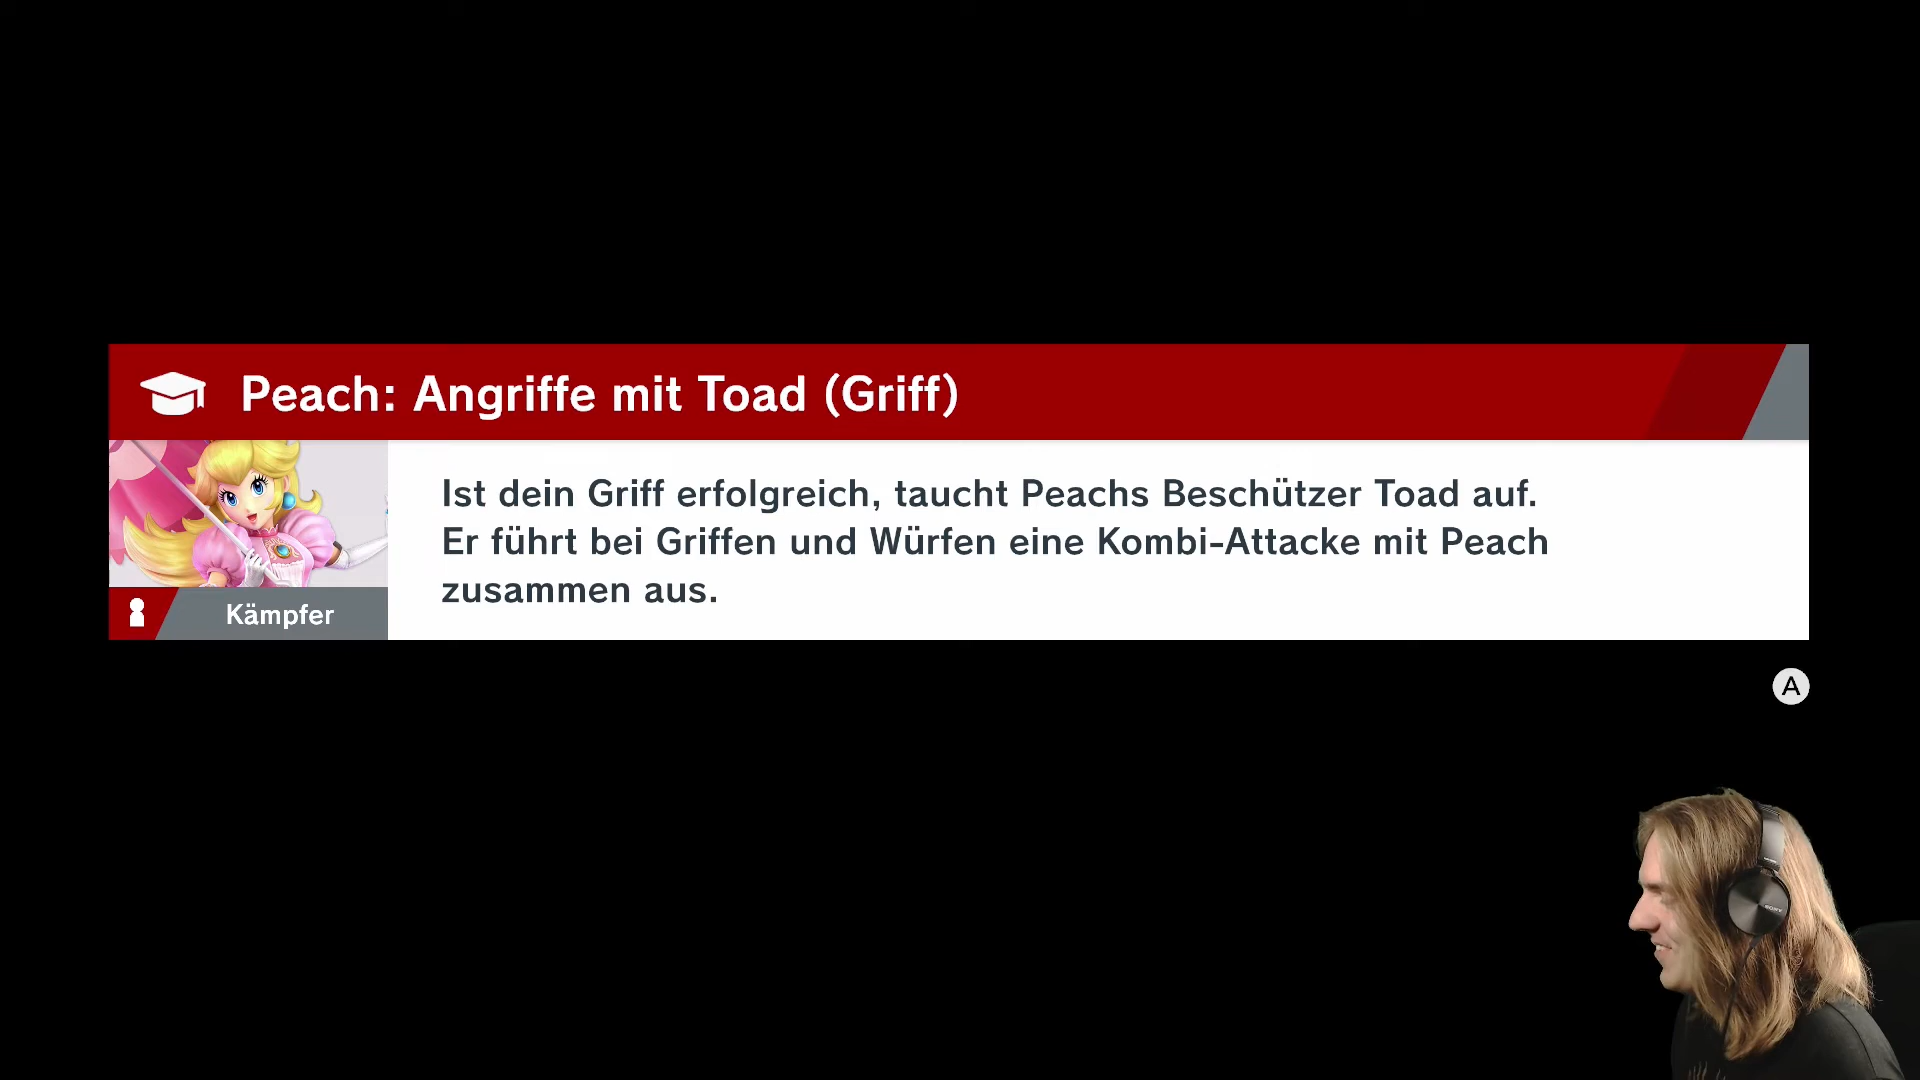 Peach: Angriffe mit Toad (Griff)
Ist dein Griff erfolgreich, taucht Peachs Beschützer Toad auf.
Er führt bei Griffen und Würfen eine Kombi-Attacke mit Peach
zusammen aus.
Kämpfer
A
SONY